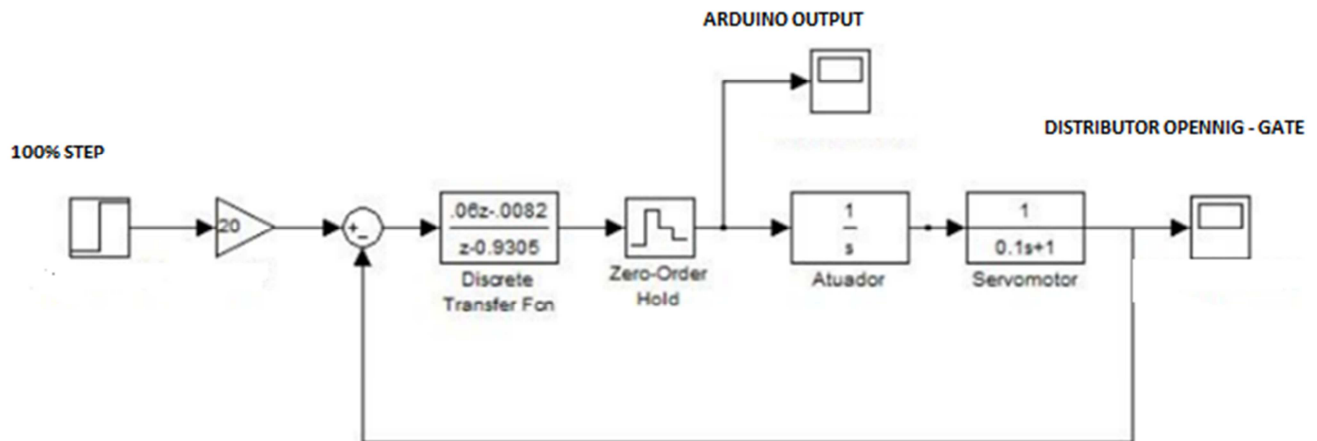 ARDUINO OUTPUT
DISTRIBUTOR OPENNIG - GATE
100% STEP
20
+
-
.06z-.0082
z-0.9305
Discrete
Transfer Fcn
Zero-Order
Hold
1
s
Atuador
1
0.1s+1
Servomotor